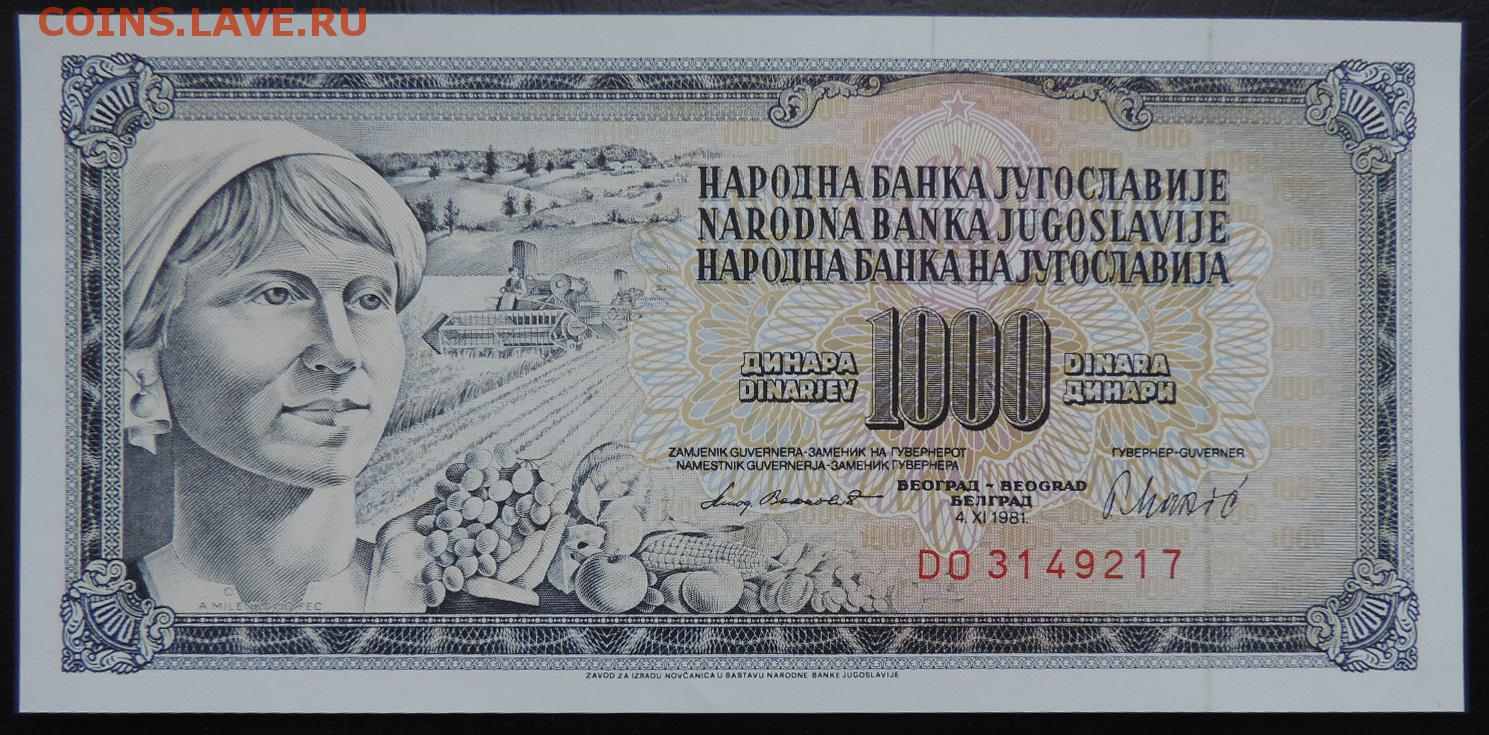 COINS.LAVE.RU
НАРОДНА БАНКА ЈУГОСЛАВИЈЕ
NARODNA BANKA JUGOSLAVIJE
НАРОДНА БАНКА НА ЈУГОСЛАВИЈА
ДИНАРА 1000 DINARA
DINARJEV ДИНАРИ
ZAMJENIK GUVERNERA-ЗАМЕНИК НА ГУВЕРНЕРОТ
NAMESTNIK GUVERNERJA-ЗАМЕНИК ГУВЕРНЕРА
ГУВЕРНЕР-GUVERNER
БЕОГРАД - BEOGRAD
БЕЛГРАД
4. XI 1981.
DO 3149217
ZAVOD ZA IZRADU NOVČANICA U SASTAVU NARODNE BANKE JUGOSLAVIJE